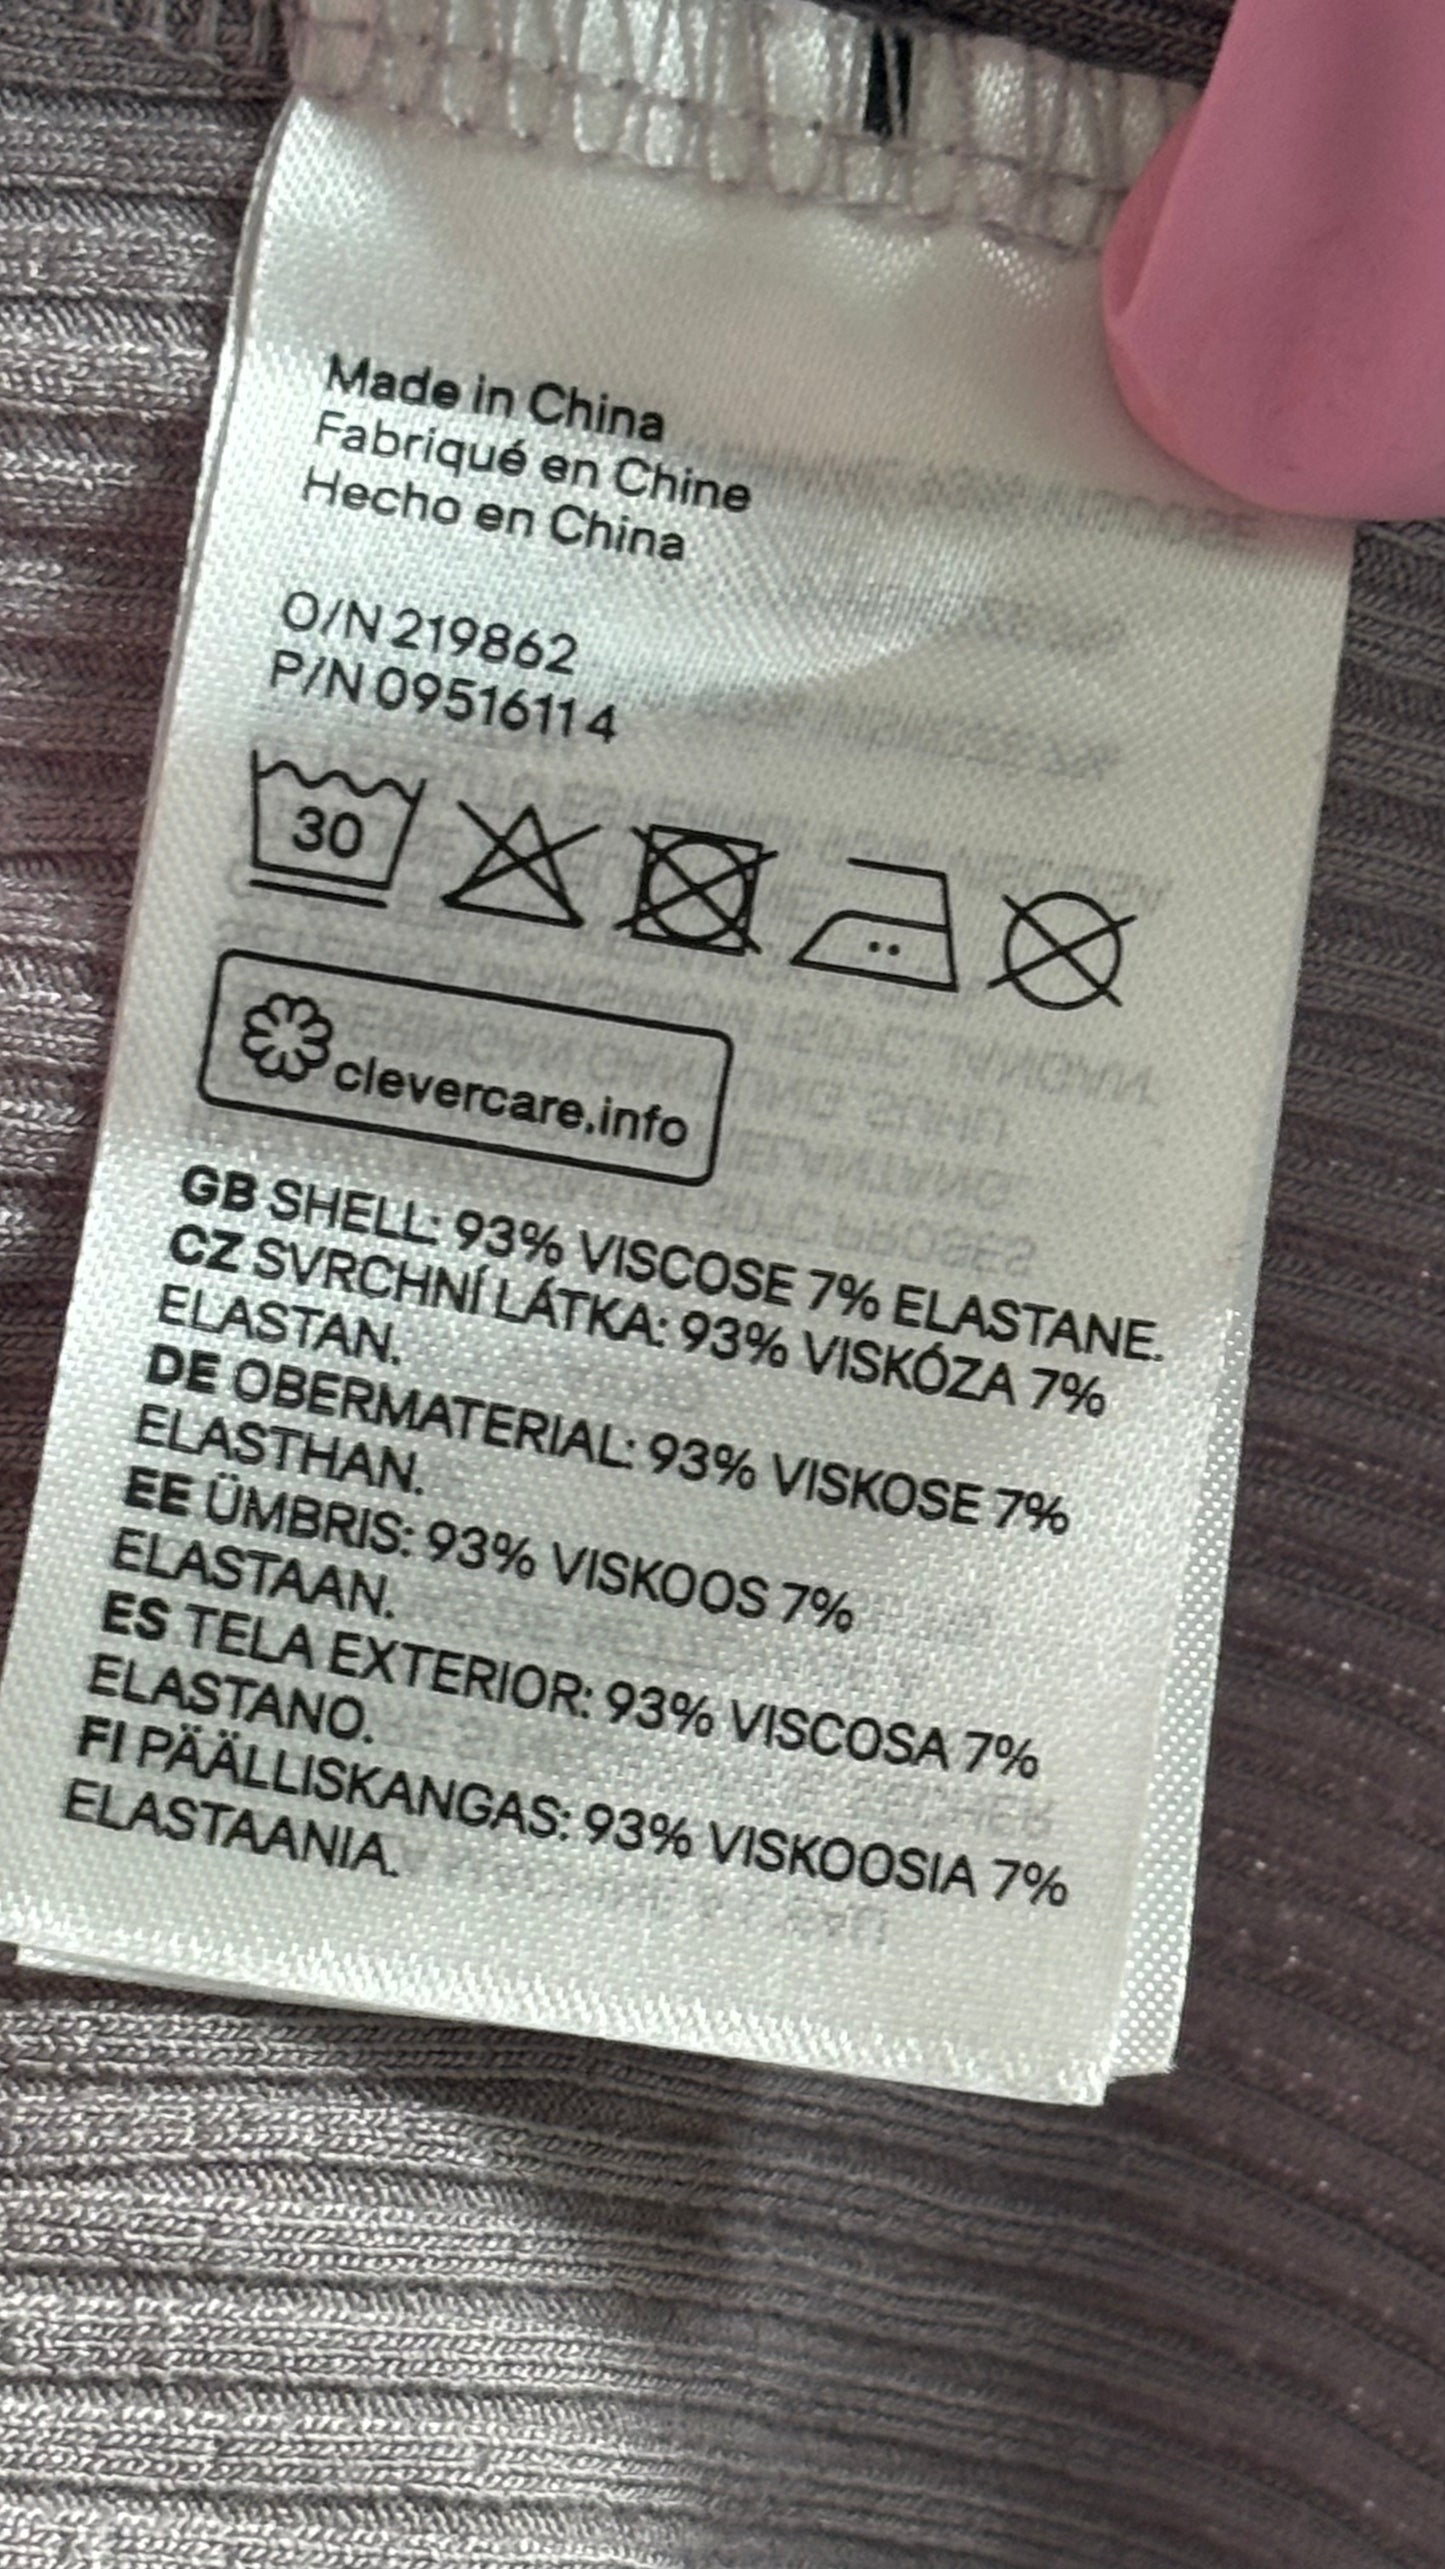 Made in China
Fabriqué en Chine
Hecho en China
O/N 219862
P/N 09516114
30
clevercare.info
GB SHELL: 93% VISCOSE 7% ELASTANE.
CZ SVRCHNÍ LÁTKA: 93% VISKÓZA 7%
ELASTAN.
DE OBERMATERIAL: 93% VISKOSE 7%
ELASTHAN.
EE ÜMBRIS: 93% VISKOOS 7%
ELASTAAN.
ES TELA EXTERIOR: 93% VISCOSA 7%
ELASTANO.
FI PÄÄLLISKANGAS: 93% VISKOOSIA 7%
ELASTAANIA.